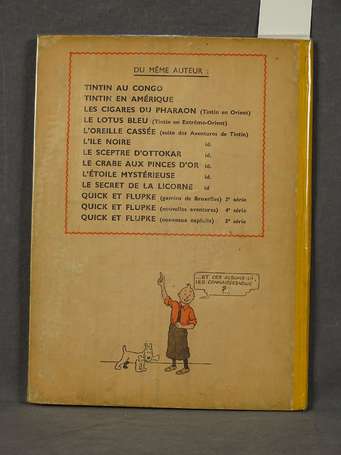 DU MÊME AUTEUR :
TINTIN AU CONGO
TINTIN EN AMÉRIQUE
LES CIGARES DU PHARAON (Tintin en Orient)
LE LOTUS BLEU (Tintin en Extrême-Orient)
L'OREILLE CASSÉE (suite des Aventures de Tintin)
L'ILE NOIRE id.
LE SCEPTRE D'OTTOKAR id.
LE CRABE AUX PINCES D'OR id.
L'ÉTOILE MYSTÉRIEUSE id.
LE SECRET DE LA LICORNE id
QUICK ET FLUPKE (gamins de Bruxelles) 2e série
QUICK ET FLUPKE (nouvelles aventures) 4e série
QUICK ET FLUPKE (nouveaux exploits) série
...ET CES ALBUMS-LÀ,
LES CONNAISSEZ-VOUS
?